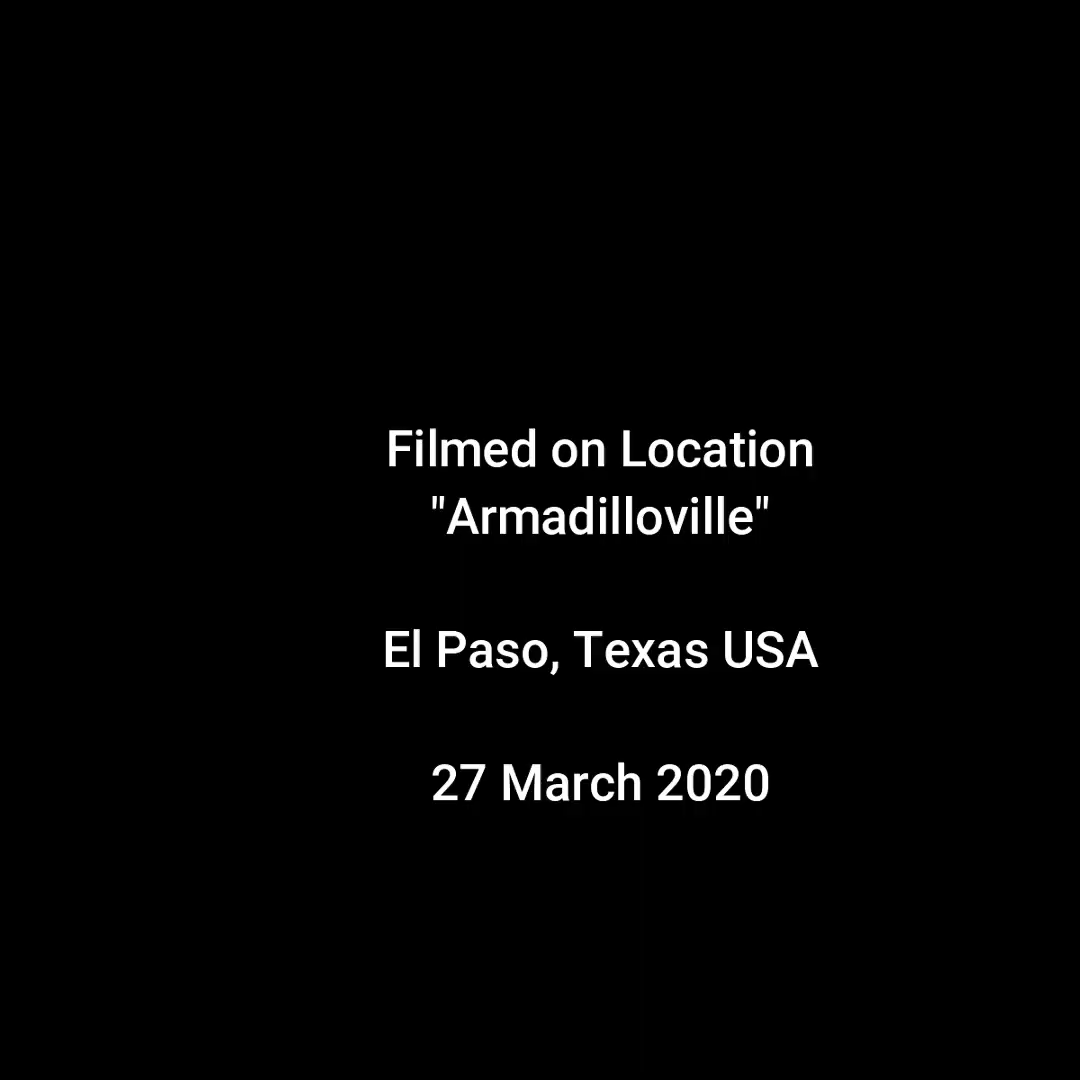 Filmed on Location
"Armadilloville"
El Paso, Texas USA
27 March 2020